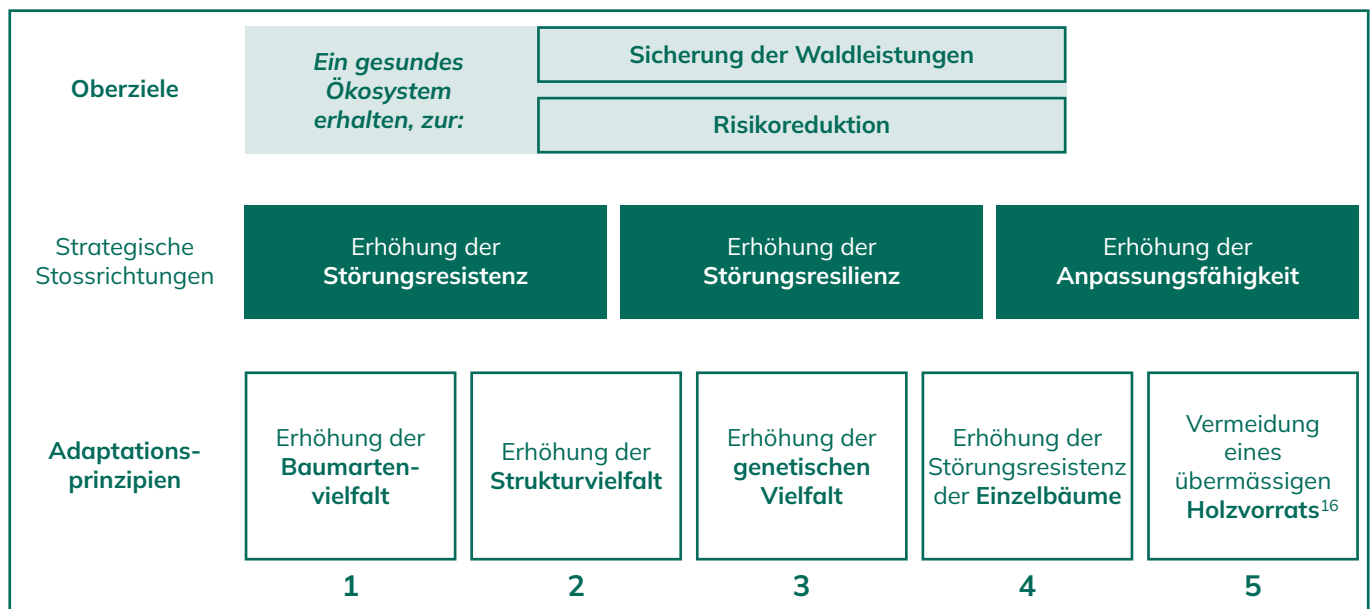 Oberziele
Ein gesundes
Ökosystem
erhalten, zur:
Sicherung der Waldleistungen
Risikoreduktion
Strategische
Stossrichtungen
Erhöhung der
Störungsresistenz
Erhöhung der
Störungsresilienz
Erhöhung der
Anpassungsfähigkeit
Adaptations-
prinzipien
Erhöhung der
Baumarten-
vielfalt
Erhöhung der
Strukturvielfalt
Erhöhung der
genetischen
Vielfalt
Erhöhung der
Störungsresistenz
der Einzelbäume
Vermeidung
eines
übermässigen
Holzvorrats¹⁶
1
2
3
4
5